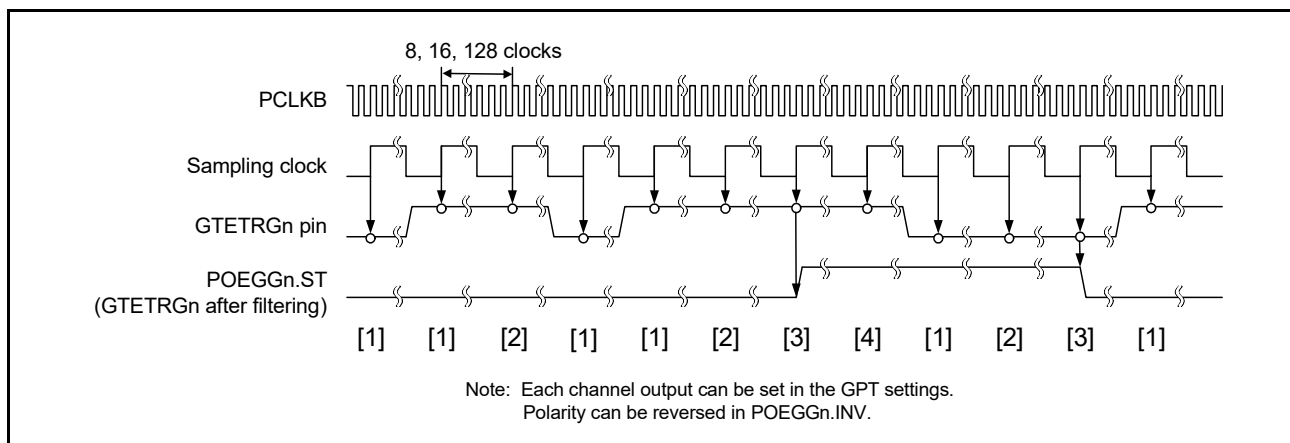 8, 16, 128 clocks
PCLKB
Sampling clock
GTETRGn pin
POEGGn.ST
(GTETRGn after filtering)
[1] [1] [2] [1] [1] [2] [3] [4] [1] [2] [3] [1]
Note: Each channel output can be set in the GPT settings.
Polarity can be reversed in POEGGn.INV.